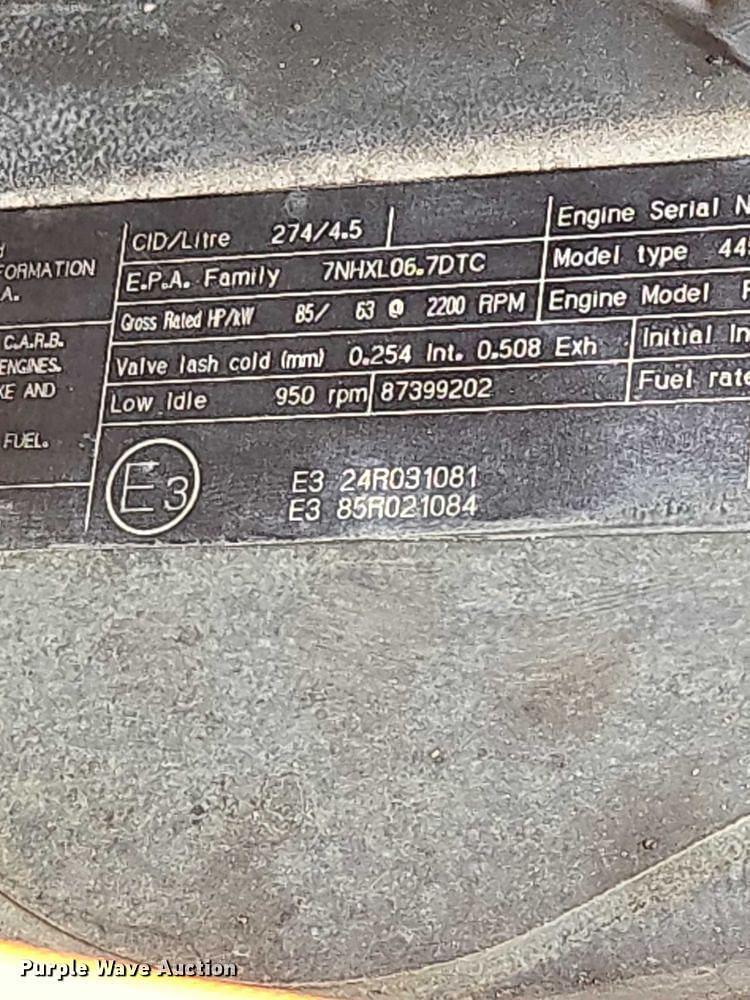 FORMATION
A.
C.A.R.B.
ENGINES.
KE AND
FUEL.
CID/Litre 274/4.5
E.P.A. Family 7NHXL06.7DTC
Gross Rated HP/kW 85/ 63 @ 2200 RPM
Valve lash cold (mm) 0.254 Int. 0.508 Exh
Low Idle 950 rpm 87399202
Engine Serial N
Model type 44
Engine Model
Initial In
Fuel rate
E3
E3 24R031081
E3 85R021084
Purple Wave Auction